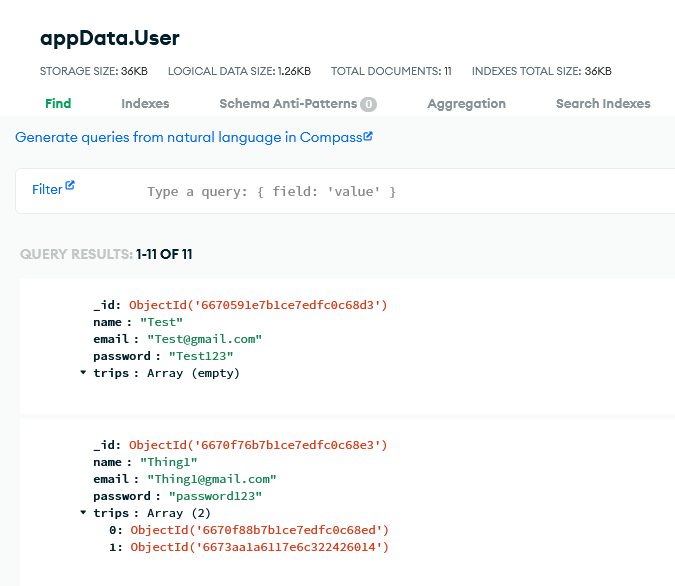 appData.User
STORAGE SIZE: 36KB LOGICAL DATA SIZE: 1.26KB TOTAL DOCUMENTS: 11 INDEXES TOTAL SIZE: 36KB
Find Indexes Schema Anti-Patterns 0 Aggregation Search Indexes
Generate queries from natural language in Compass
Filter Type a query: { field: 'value' }
QUERY RESULTS: 1-11 OF 11
_id: ObjectId('6670591e7b1ce7edfc0c68d3')
name : "Test"
email : "Test@gmail.com"
password : "Test123"
trips : Array (empty)
_id: ObjectId('6670f76b7b1ce7edfc0c68e3')
name : "Thing1"
email : "Thing1@gmail.com"
password : "password123"
trips : Array (2)
0: ObjectId('6670f88b7b1ce7edfc0c68ed')
1: ObjectId('6673aa1a6117e6c322426014')